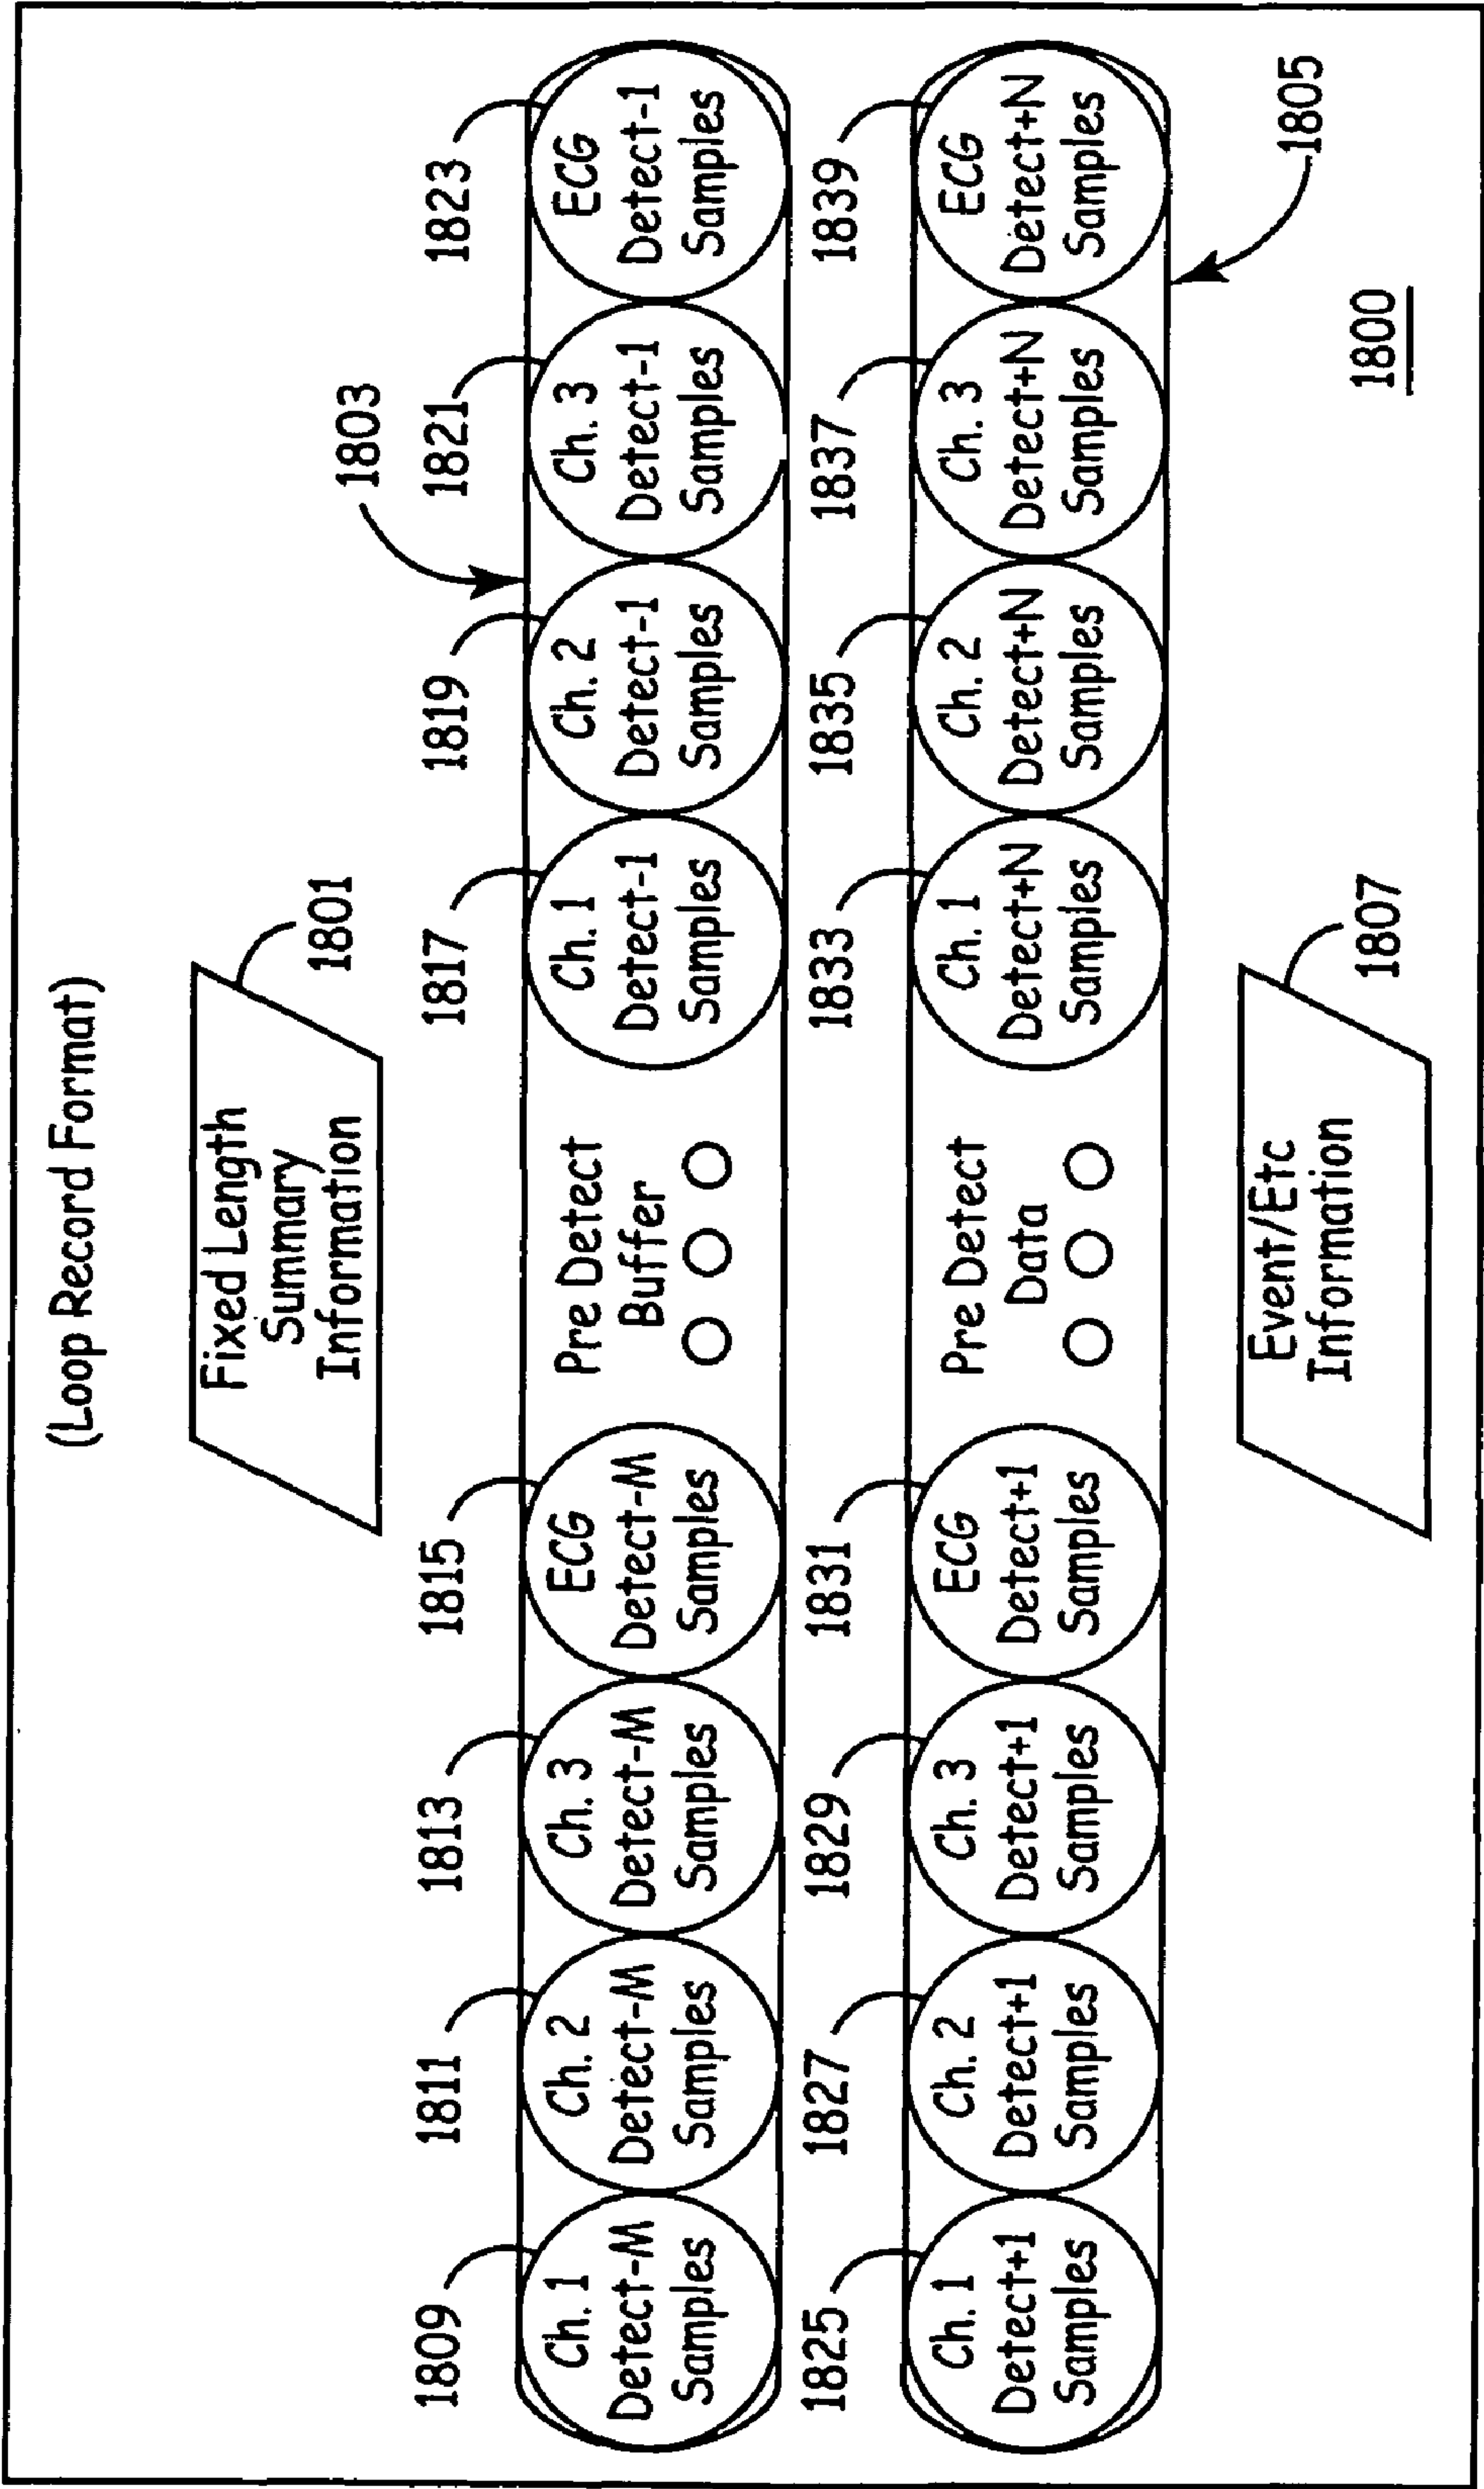 (Loop Record Format)
Fixed Length
Summary
Information
1801
1803
1809
1811
1813
1815
1817
1819
1821
1823
Ch. 1
Detect-M
Samples
Ch. 2
Detect-M
Samples
Ch. 3
Detect-M
Samples
ECG
Detect-M
Samples
Pre Detect
Buffer
Ch. 1
Detect-1
Samples
Ch. 2
Detect-1
Samples
Ch. 3
Detect-1
Samples
ECG
Detect-1
Samples
1825
1827
1829
1831
1833
1835
1837
1839
Ch. 1
Detect+1
Samples
Ch. 2
Detect+1
Samples
Ch. 3
Detect+1
Samples
ECG
Detect+1
Samples
Pre Detect
Data
Ch. 1
Detect+N
Samples
Ch. 2
Detect+N
Samples
Ch. 3
Detect+N
Samples
ECG
Detect+N
Samples
1805
Event/Etc
Information
1807
1800